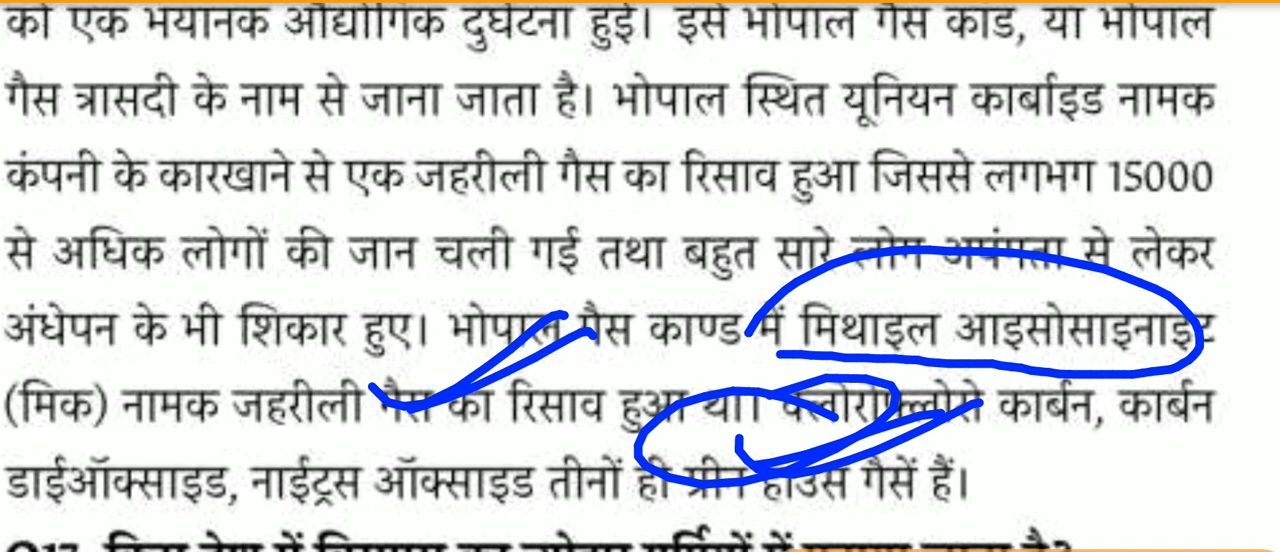 को एक भयानक औद्योगिक दुर्घटना हुई। इसे भोपाल गैस कांड, या भोपाल
गैस त्रासदी के नाम से जाना जाता है। भोपाल स्थित यूनियन कार्बाइड नामक
कंपनी के कारखाने से एक जहरीली गैस का रिसाव हुआ जिससे लगभग 15000
से अधिक लोगों की जान चली गई तथा बहुत सारे लोग अपंगता से लेकर
अंधेपन के भी शिकार हुए। भोपाल गैस काण्ड में मिथाइल आइसोसाइनाइट
(मिक) नामक जहरीली गैस का रिसाव हुआ था। क्लोरोफ्लोरो कार्बन, कार्बन
डाईऑक्साइड, नाईट्रस ऑक्साइड तीनों ही ग्रीन हाउस गैसें हैं।